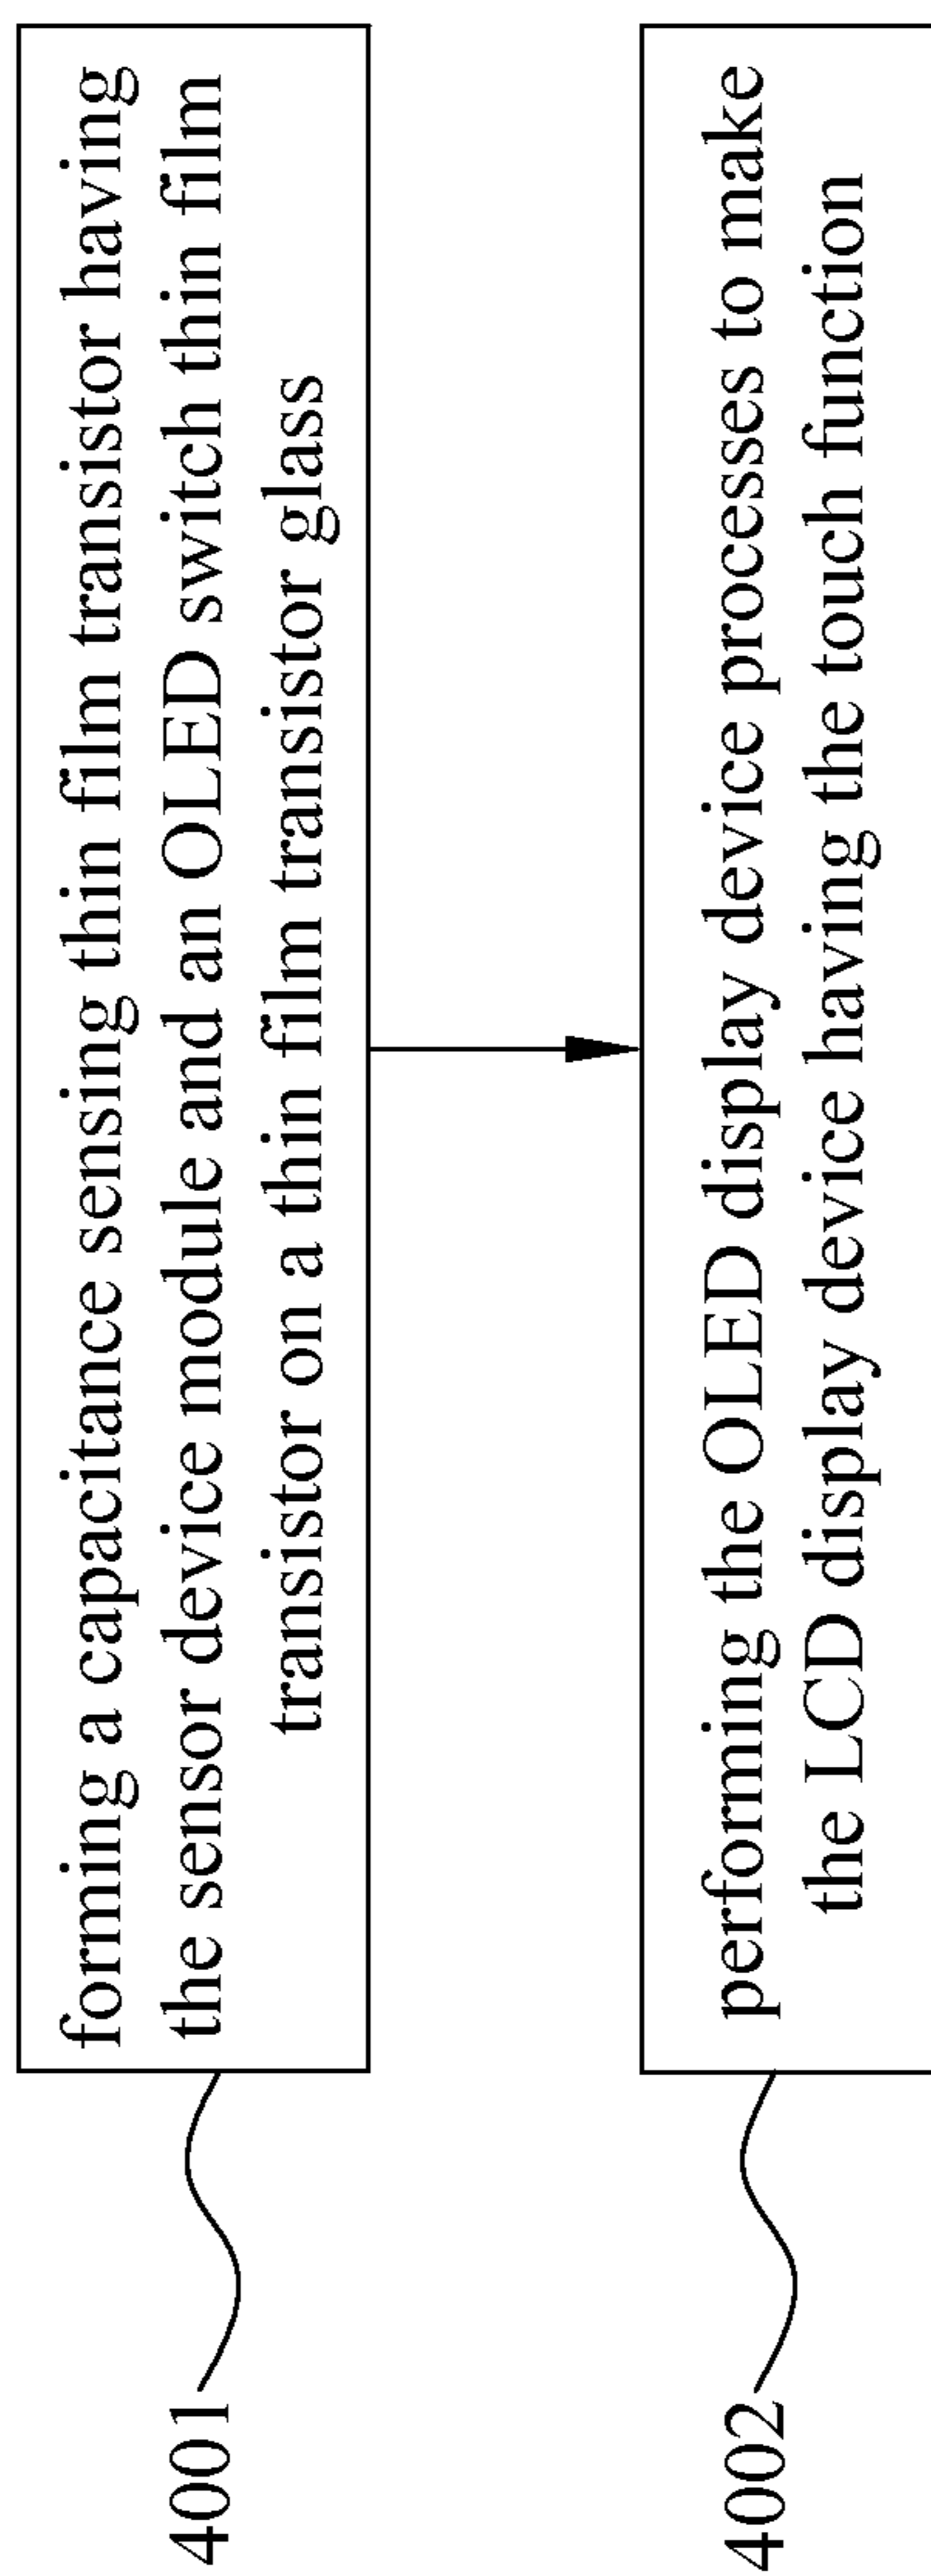 forming a capacitance sensing thin film transistor having
the sensor device module and an OLED switch thin film
transistor on a thin film transistor glass
4001
performing the OLED display device processes to make
the LCD display device having the touch function
4002